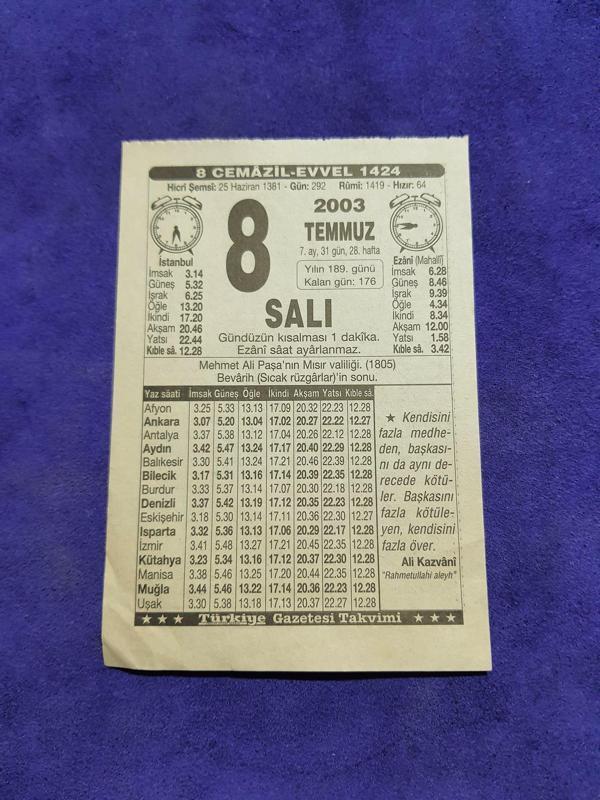 8 CEMÂZİL-EVVEL 1424
Hicrî Şemsî: 25 Haziran 1381 - Gün: 292 Rûmî: 1419 - Hızır: 64
8
2003
TEMMUZ
7. ay, 31 gün, 28. hafta
Yılın 189. günü
Kalan gün: 176
SALI
Gündüzün kısalması 1 dakîka.
Ezânî sâat ayârlanmaz.
İstanbul
İmsak 3.14
Güneş 5.32
İşrak 6.25
Öğle 13.20
İkindi 17.20
Akşam 20.46
Yatsı 22.44
Kıble sâ. 12.28
Ezânî (Mahallî)
İmsak 6.28
Güneş 8.46
İşrak 9.39
Öğle 4.34
İkindi 8.34
Akşam 12.00
Yatsı 1.58
Kıble sâ. 3.42
Mehmet Ali Paşa'nın Mısır valiliği. (1805)
Bevârih (Sıcak rüzgârlar)'in sonu.
Yaz sâati İmsak Güneş Öğle İkindi Akşam Yatsı Kıble sâ.
Afyon 3.25 5.33 13.13 17.09 20.32 22.23 12.28
Ankara 3.07 5.20 13.04 17.02 20.27 22.22 12.27
Antalya 3.37 5.38 13.12 17.04 20.26 22.12 12.28
Aydın 3.42 5.47 13.24 17.17 20.40 22.29 12.28
Balıkesir 3.30 5.41 13.24 17.21 20.46 22.39 12.28
Bilecik 3.17 5.31 13.16 17.14 20.39 22.35 12.28
Burdur 3.33 5.37 13.14 17.07 20.30 22.18 12.28
Denizli 3.37 5.42 13.19 17.12 20.35 22.23 12.28
Eskişehir 3.18 5.30 13.14 17.11 20.36 22.30 12.27
Isparta 3.32 5.36 13.13 17.06 20.29 22.17 12.28
İzmir 3.41 5.48 13.27 17.21 20.45 22.35 12.28
Kütahya 3.23 5.34 13.16 17.12 20.37 22.30 12.28
Manisa 3.38 5.46 13.25 17.20 20.44 22.35 12.28
Muğla 3.44 5.46 13.22 17.14 20.36 22.23 12.28
Uşak 3.30 5.38 13.18 17.13 20.37 22.27 12.28
★ Kendisini
fazla medhe-
den, başkası-
nı da aynı de-
recede kötü-
ler. Başkasını
fazla kötüle-
yen, kendisini
fazla över.
Ali Kazvânî
"Rahmetullahi aleyh"
★ ★ ★ Türkiye Gazetesi Takvimi ★ ★ ★